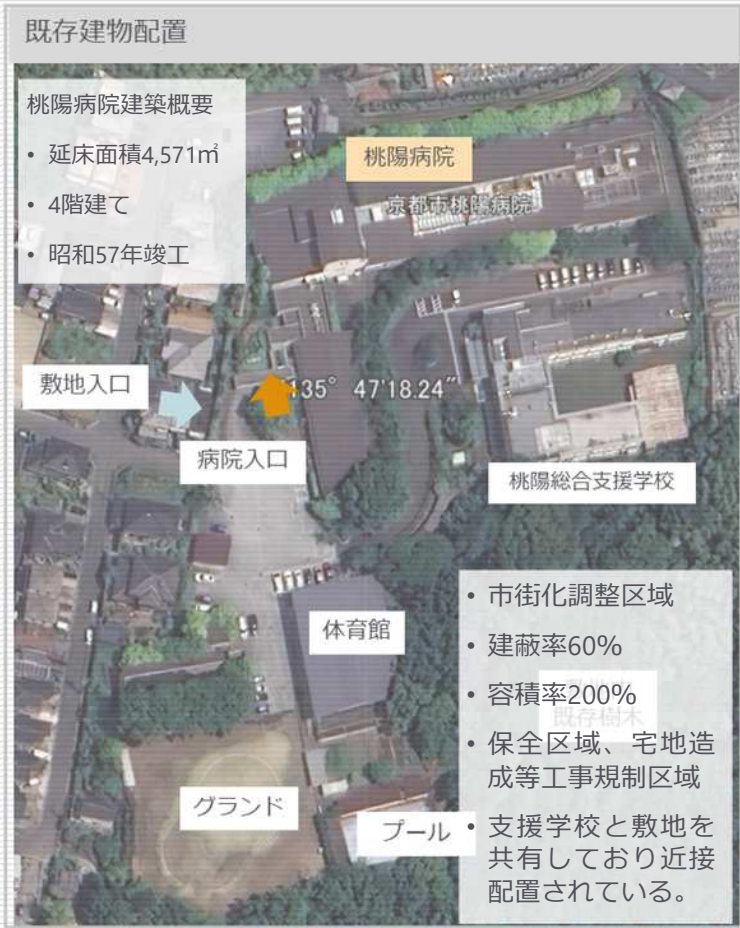 既存建物配置
桃陽病院建築概要
• 延床面積4,571㎡
• 4階建て
• 昭和57年竣工
桃陽病院
京都市桃陽病院
敷地入口
135° 47'18.24"
病院入口
桃陽総合支援学校
体育館
• 市街化調整区域
• 建蔽率60%
• 容積率200%
既存樹木
• 保全区域、宅地造
成等工事規制区域
• 支援学校と敷地を
共有しており近接
配置されている。
グランド
プール